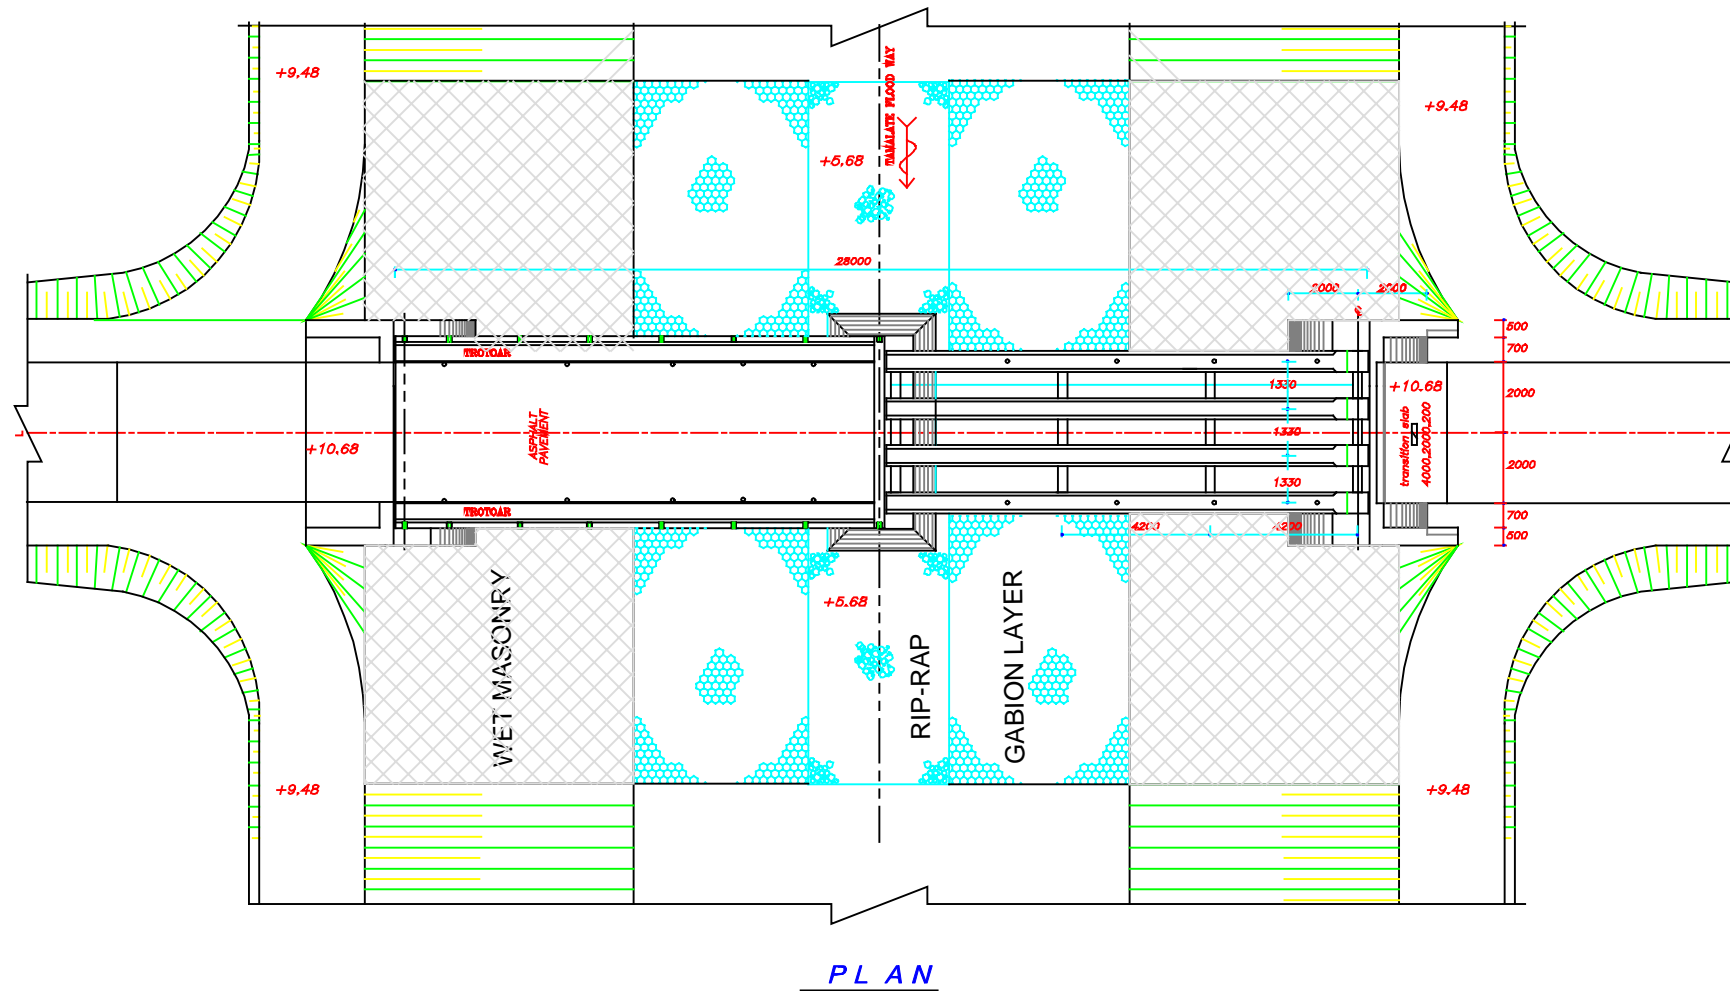 +9.48
+9.48
TAMALATE FLOOD WAY
+5,68
28000
2000
2000
500
700
TROTOAR
1330
+10.68
2000
transition slab
4000.2000.200
ASPHALT
PAVEMENT
L
1330
+10.68
2000
1330
TROTOAR
700
500
4200
4200
WET MASONRY
GABION LAYER
+5.68
RIP-RAP
+9.48
+9.48
PLAN